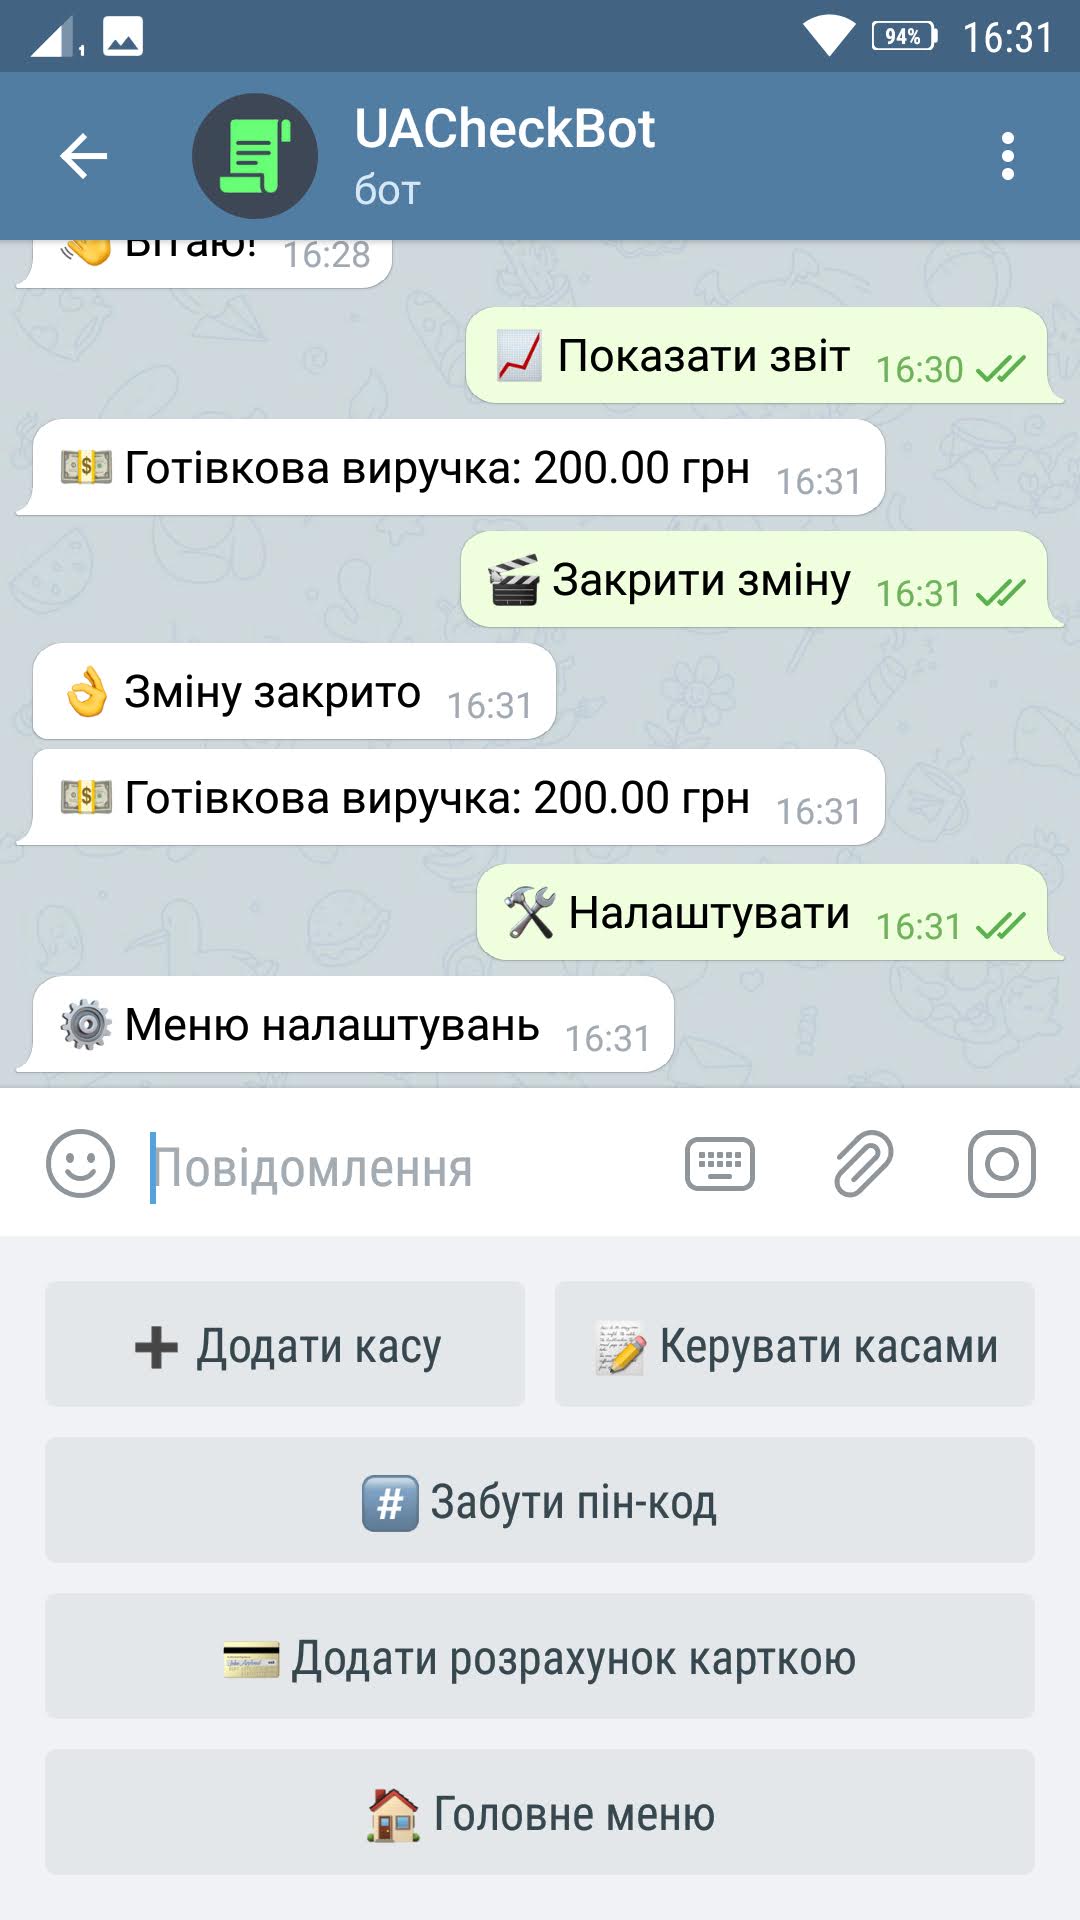 1 94% 16:31
UACheckBot
бот
Вітаю! 16:28
Показати звіт 16:30
Готівкова виручка: 200.00 грн 16:31
Закрити зміну 16:31
Зміну закрито 16:31
Готівкова виручка: 200.00 грн 16:31
Налаштувати 16:31
Меню налаштувань 16:31
Повідомлення
Додати касу
Керувати касами
# Забути пін-код
Додати розрахунок карткою
Головне меню